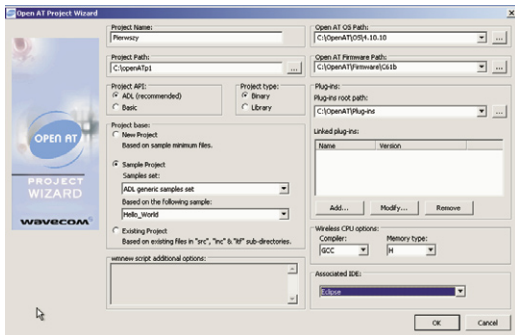 Open AT Project Wizard
OPEN AT
PROJECT
WIZARD
wavecom
Project Name:
Pierwszy
Project Path:
C:\openATp1
...
Project API:
ADL (recommended)
Basic
Project type:
Binary
Library
Project base:
New Project
Based on sample minimum files.
Sample Project
Samples set:
ADL generic samples set
Based on the following sample:
Hello_World
Existing Project
Based on existing files in "src", "inc" & "itf" sub-directories.
wmnew script additional options:
Open AT OS Path:
C:\OpenAT\OS\4.10.10
...
Open AT Firmware Path:
C:\OpenAT\Firmware\C61b
...
Plug-ins:
Plug-ins root path:
C:\OpenAT\Plug-ins
...
Linked plug-ins:
Name Version
Add... Modify... Remove
Wireless CPU options:
Compiler: Memory type:
GCC H
Associated IDE:
Eclipse
OK Cancel